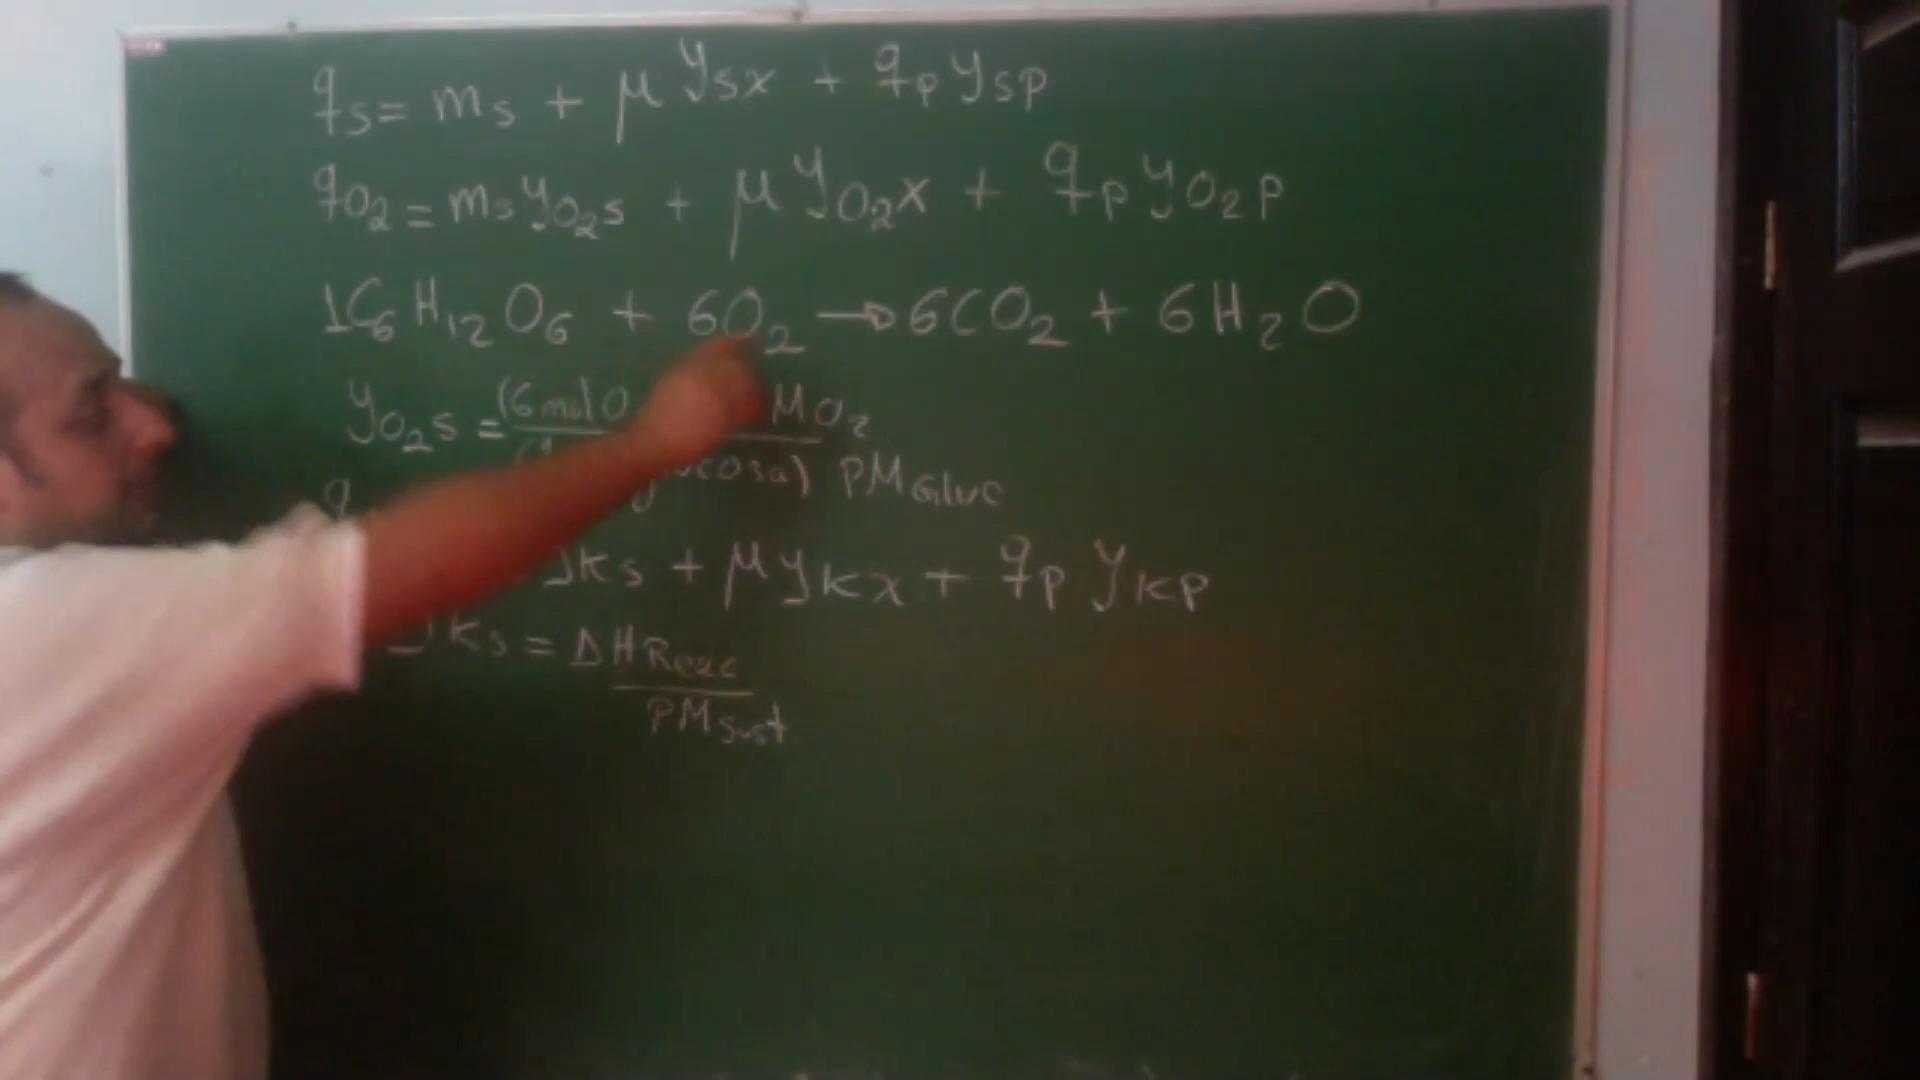 qs = ms + μ ysx + qp ysp
qO2 = ms yO2s + μ yO2x + qp yO2p
1C6H12O6 + 6O2 → 6CO2 + 6H2O
yO2s = (6 mol O MO2
cosa) PMGluc
q
ks + μ ykx + qp ykp
ks = ΔHReac
PMsust